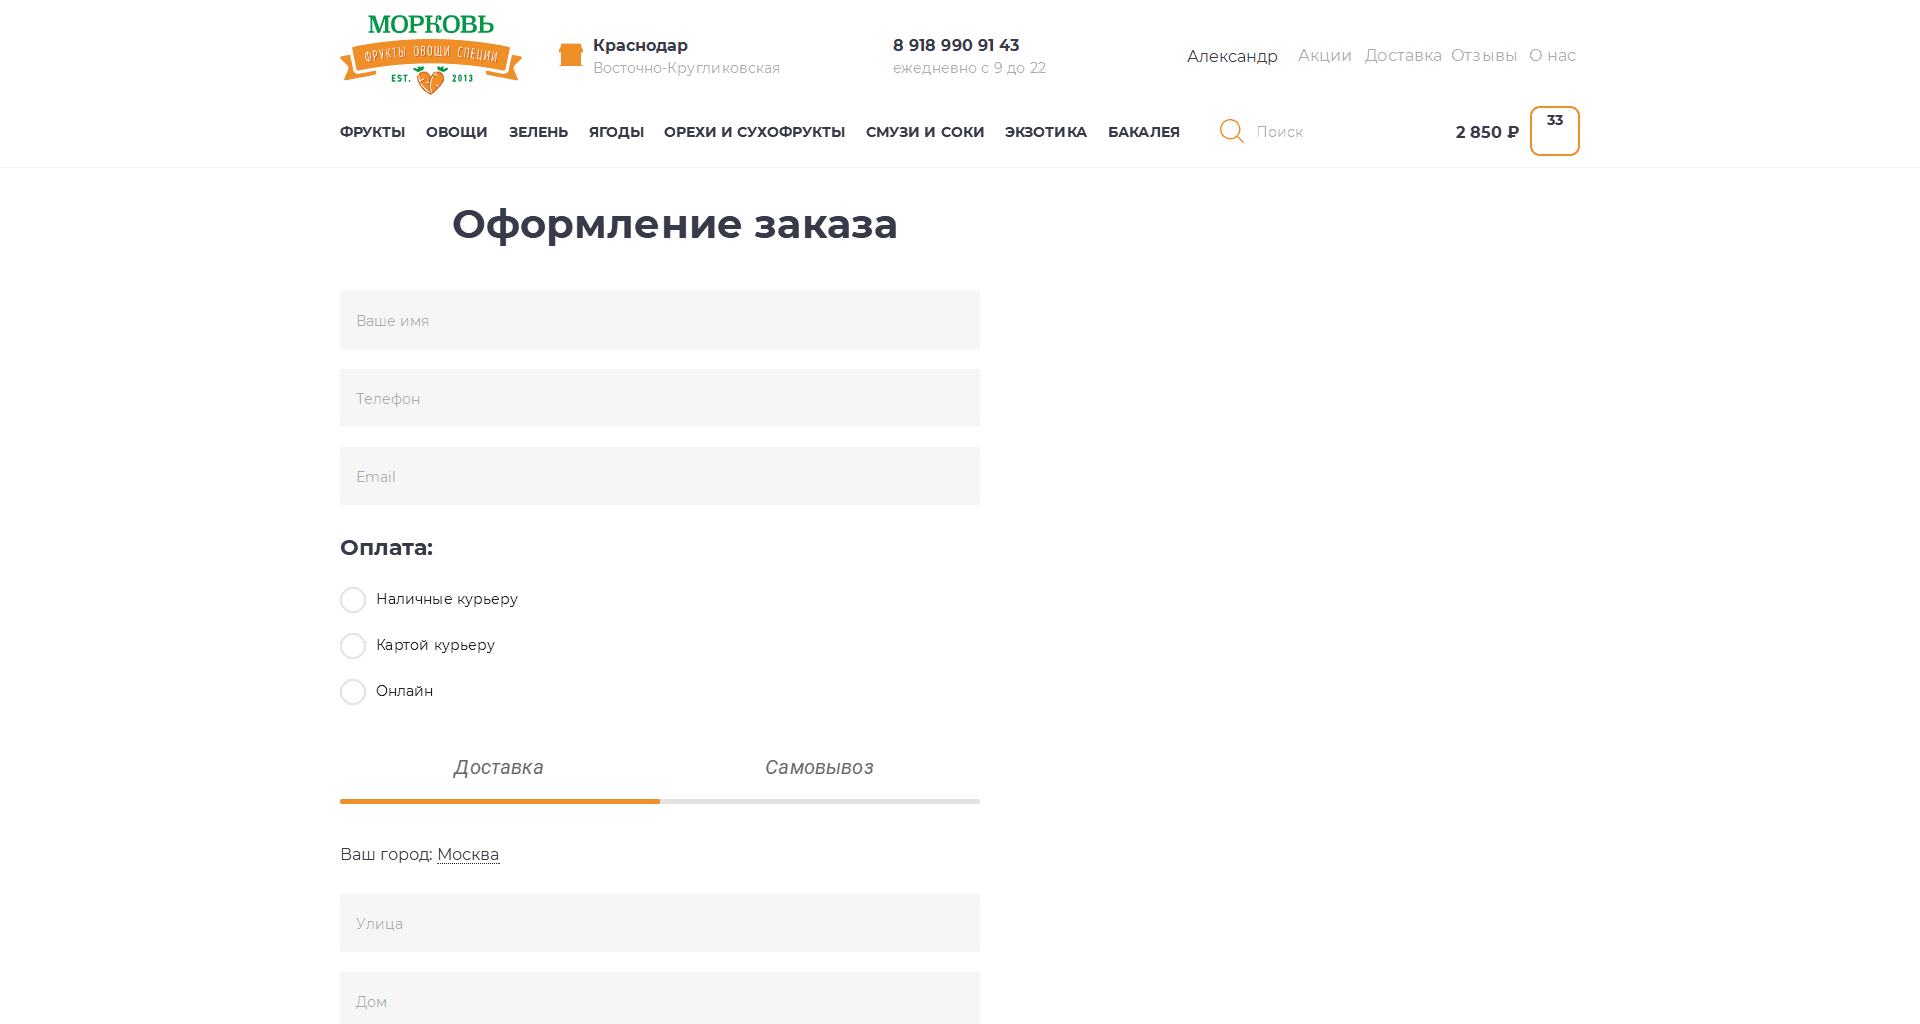 МОРКОВЬ
ФРУКТЫ ОВОЩИ СПЕЦИИ
EST. 2013
Краснодар
Восточно-Кругликовская
8 918 990 91 43
ежедневно с 9 до 22
Александр Акции Доставка Отзывы О нас
ФРУКТЫ ОВОЩИ ЗЕЛЕНЬ ЯГОДЫ ОРЕХИ И СУХОФРУКТЫ СМУЗИ И СОКИ ЭКЗОТИКА БАКАЛЕЯ Поиск 2 850 ₽ 33
Оформление заказа
Ваше имя
Телефон
Email
Оплата:
Наличные курьеру
Картой курьеру
Онлайн
Доставка Самовывоз
Ваш город: Москва
Улица
Дом